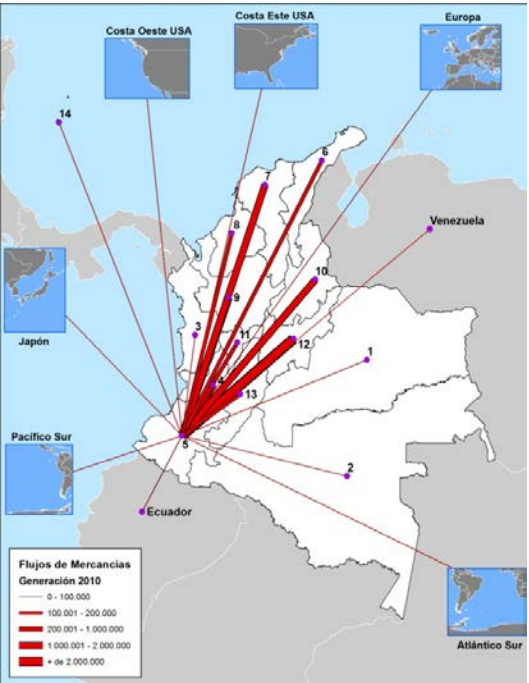 Costa Oeste USA
Costa Este USA
Europa
14
6
7
8
Venezuela
10
9
Japón
3
11
12
1
4
13
Pacífico Sur
5
2
Ecuador
Flujos de Mercancías
Generación 2010
0 - 100.000
100.001 - 200.000
200.001 - 1.000.000
1.000.001 - 2.000.000
+ de 2.000.000
Atlántico Sur